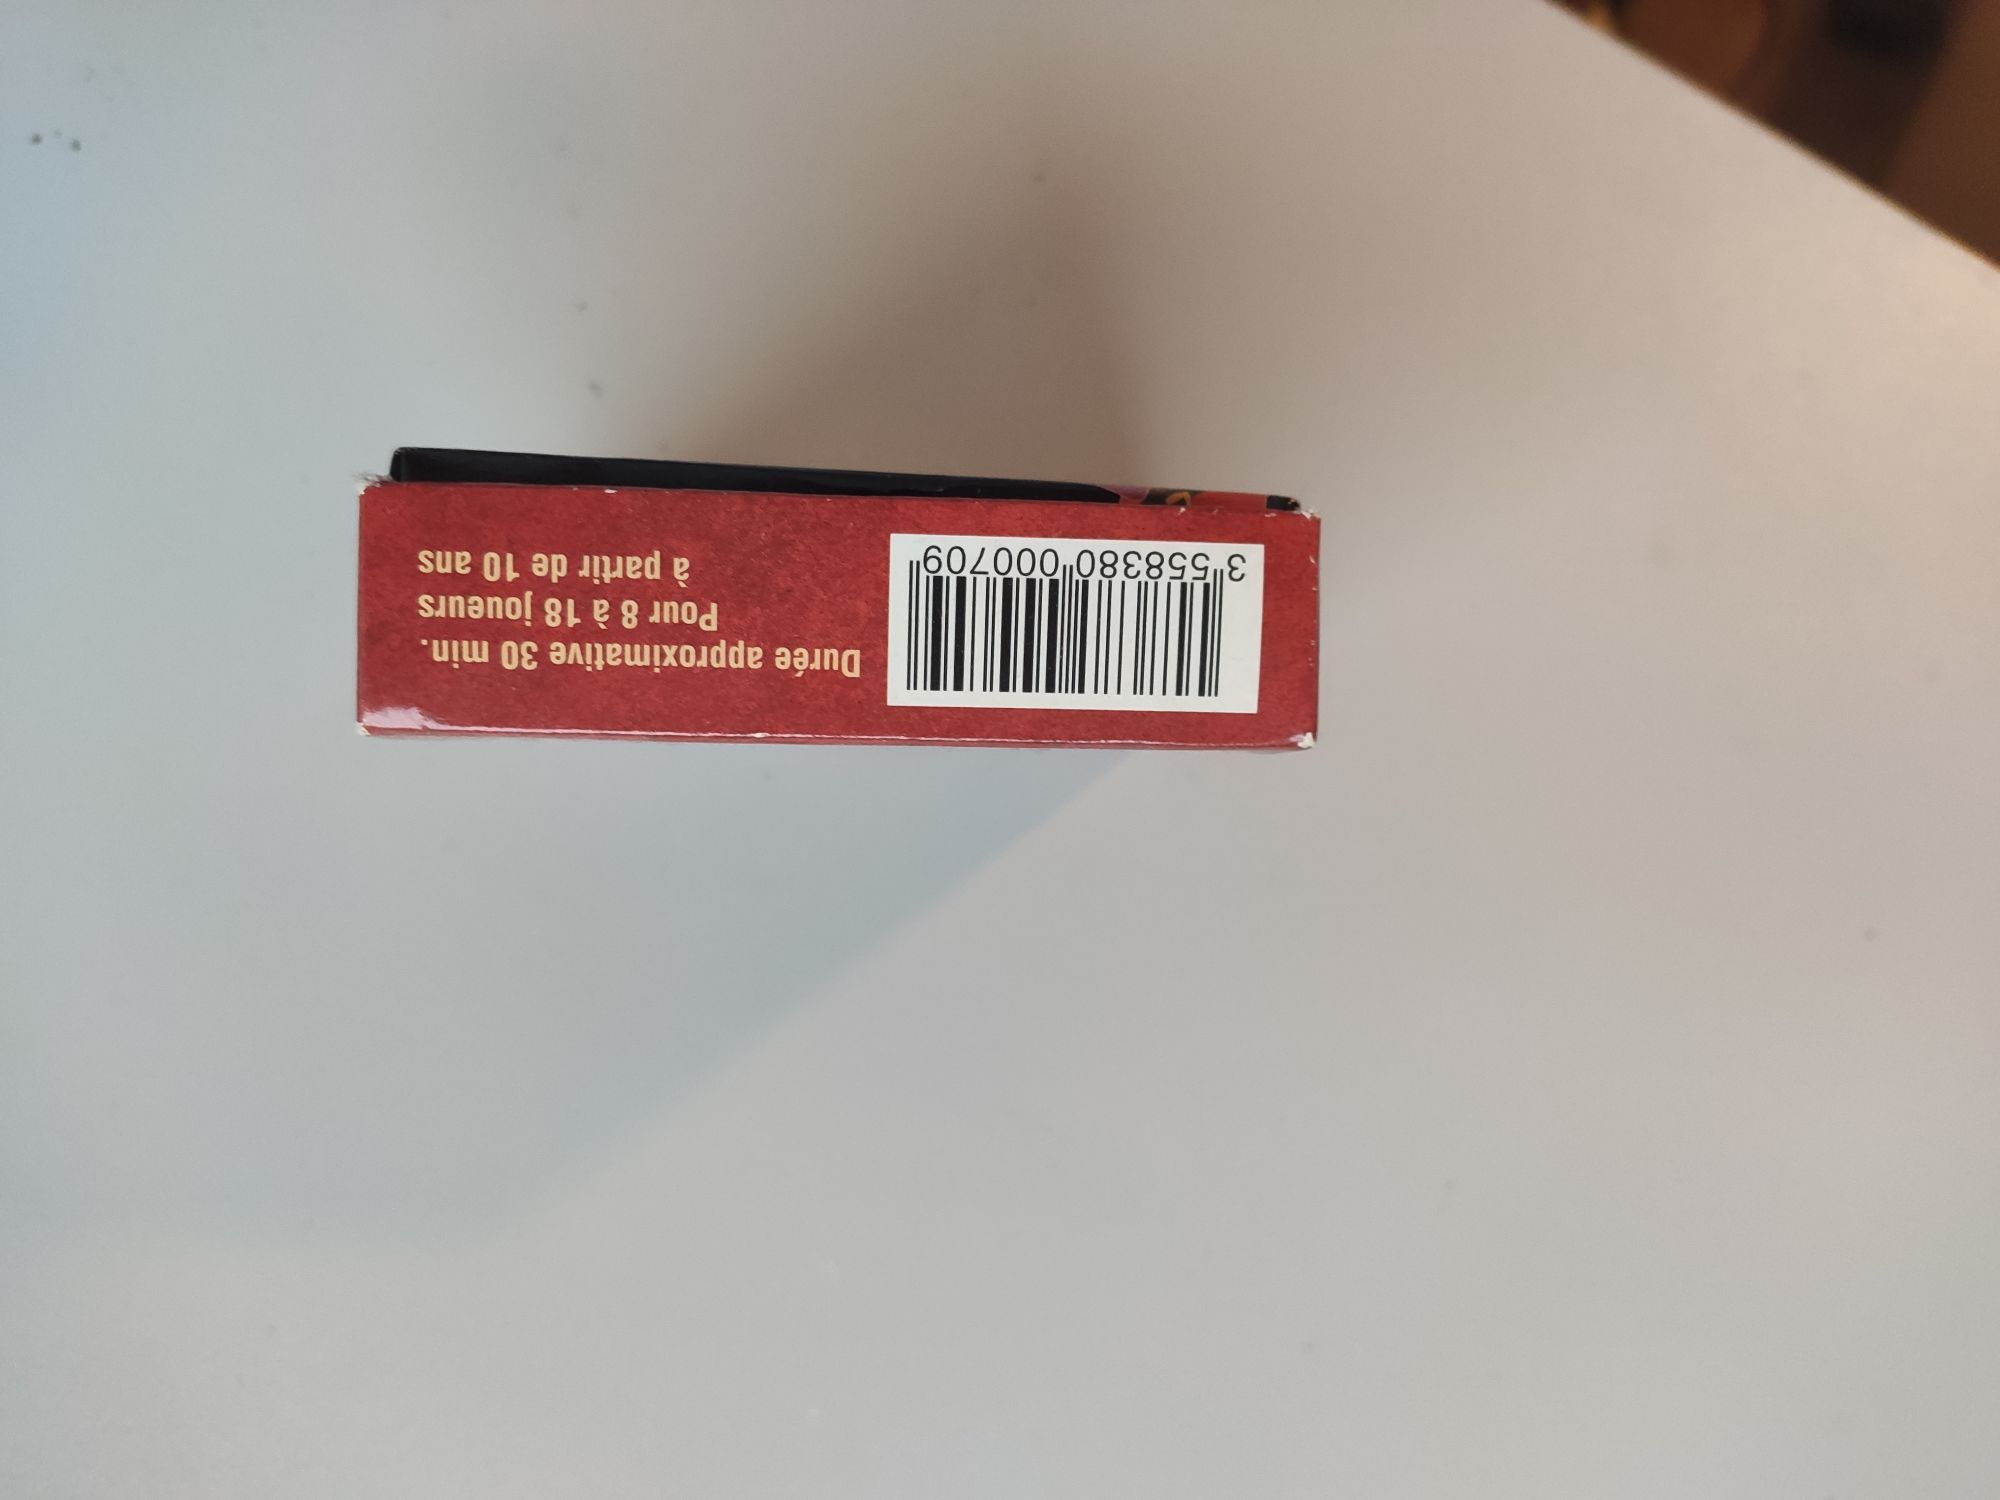 Durée approximative 30 min.
Pour 8 à 18 joueurs
à partir de 10 ans
3 558380 000709